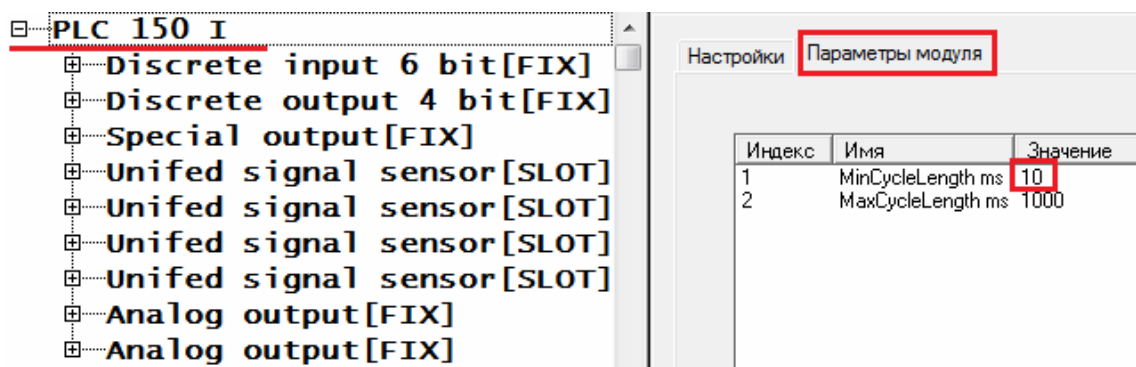 PLC 150 I
Discrete input 6 bit[FIX]
Discrete output 4 bit[FIX]
Special output[FIX]
Unifed signal sensor[SLOT]
Unifed signal sensor[SLOT]
Unifed signal sensor[SLOT]
Unifed signal sensor[SLOT]
Analog output[FIX]
Analog output[FIX]
Настройки Параметры модуля
Индекс Имя Значение
1 MinCycleLength ms 10
2 MaxCycleLength ms 1000